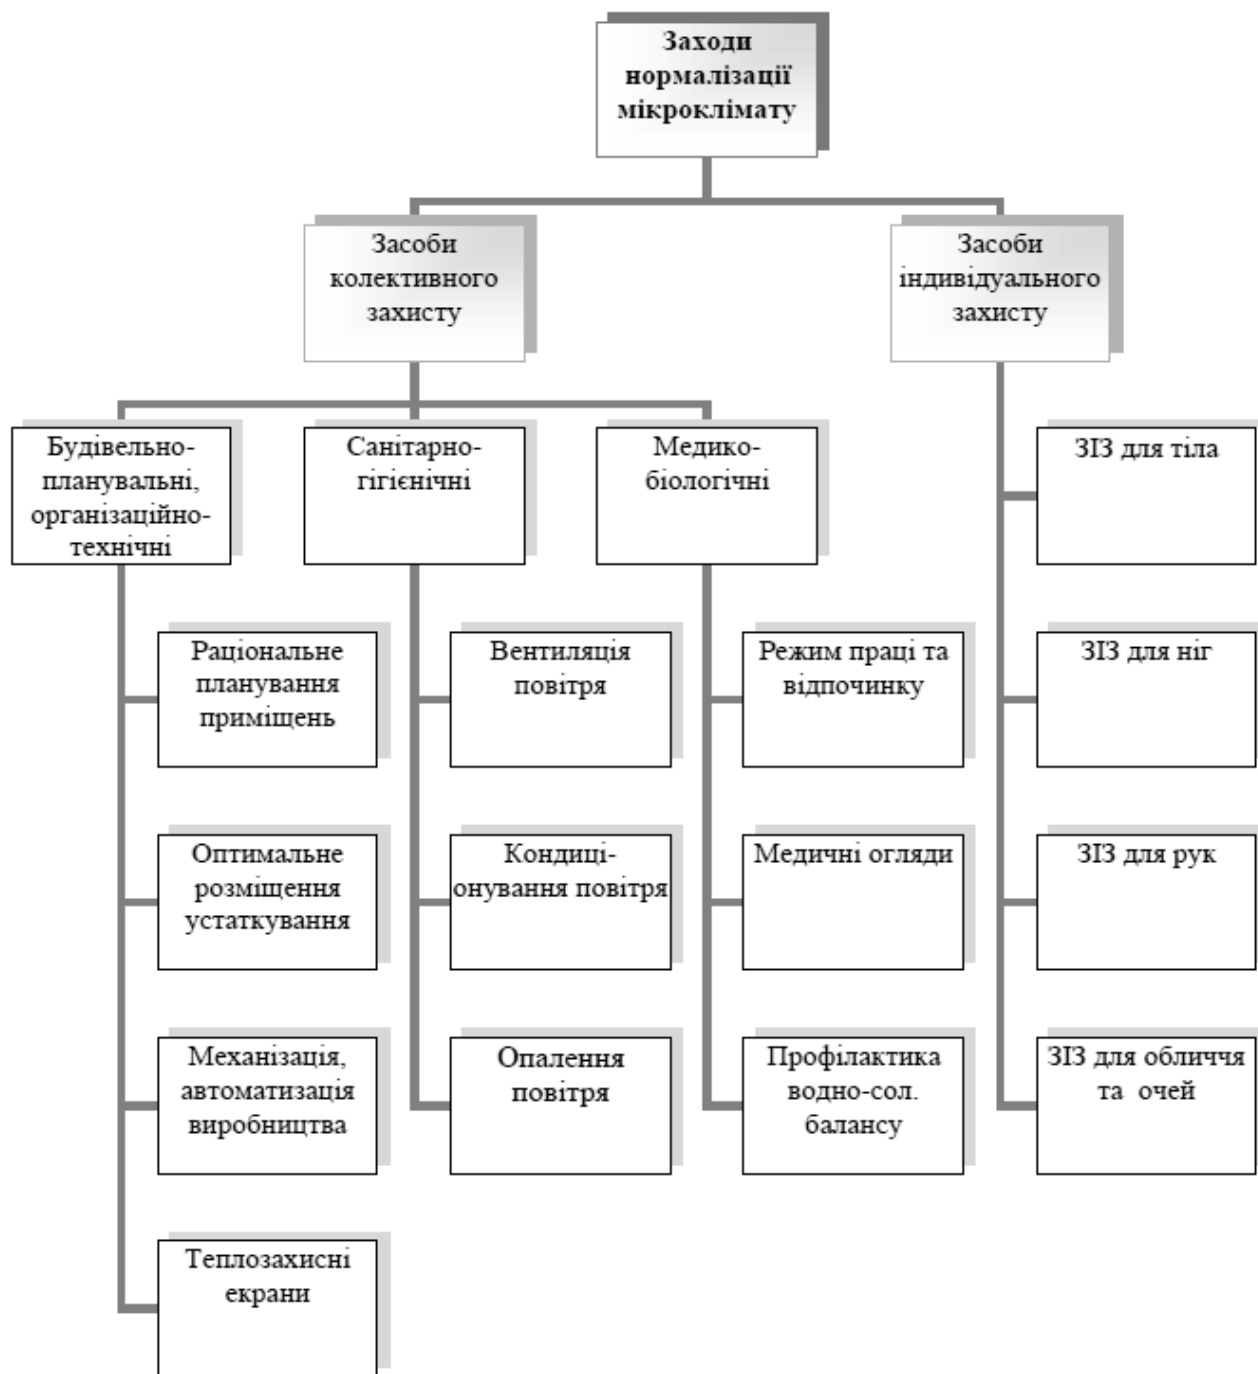 Заходи
нормалізації
мікроклімату
Засоби
колективного
захисту
Засоби
індивідуального
захисту
Будівельно-
планувальні,
організаційно-
технічні
Санітарно-
гігієнічні
Медико-
біологічні
ЗІЗ для тіла
Раціональне
планування
приміщень
Вентиляція
повітря
Режим праці та
відпочинку
ЗІЗ для ніг
Оптимальне
розміщення
устаткування
Кондиці-
онування повітря
Медичні огляди
ЗІЗ для рук
Механізація,
автоматизація
виробництва
Опалення
повітря
Профілактика
водно-сол.
балансу
ЗІЗ для обличчя
та очей
Теплозахисні
екрани